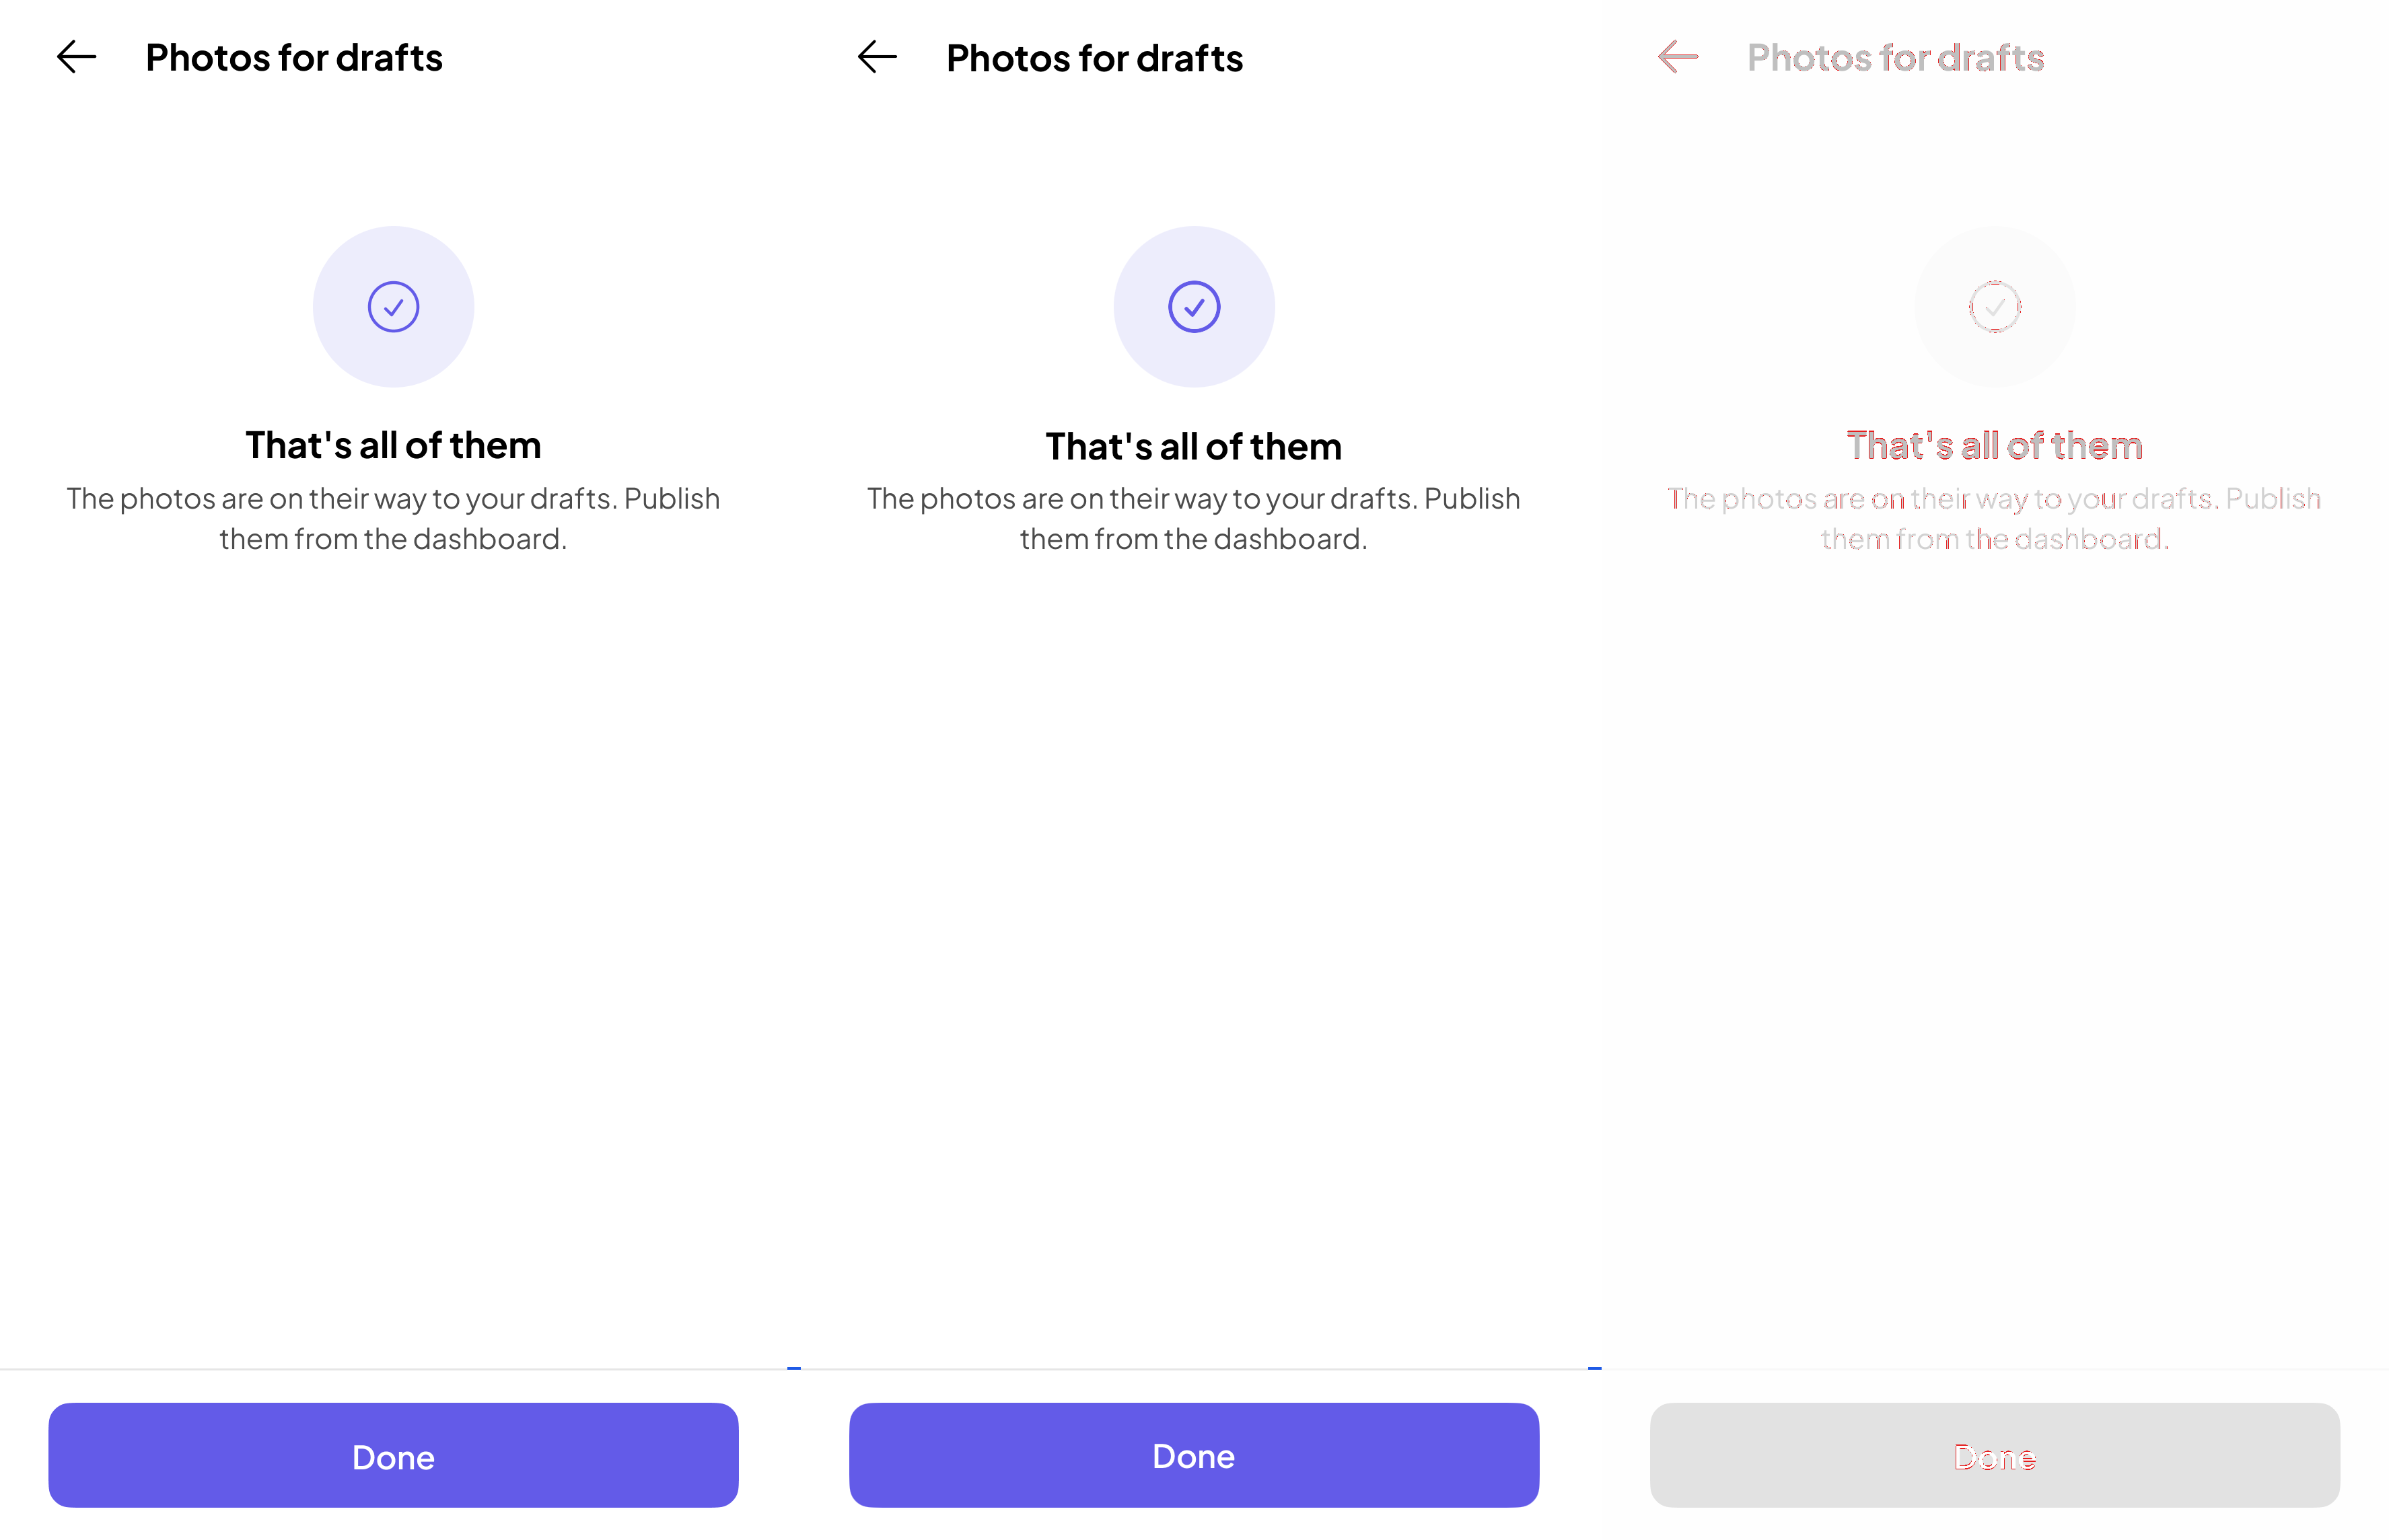 Photos for drafts
That's all of them
The photos are on their way to your drafts. Publish
them from the dashboard.
Done
Photos for drafts
That's all of them
The photos are on their way to your drafts. Publish
them from the dashboard.
Done
Photos for drafts
That's all of them
The photos are on their way to your drafts. Publish
them from the dashboard.
Done